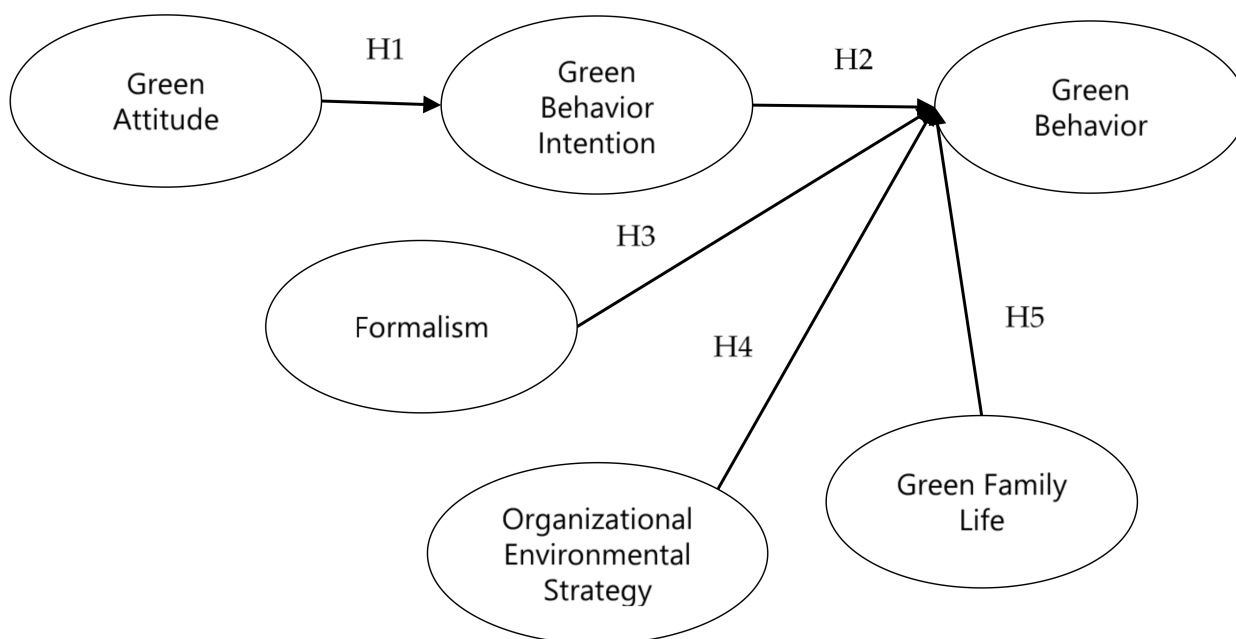 H1
H2
Green
Attitude
Green
Behavior
Intention
Green
Behavior
H3
Formalism
H4
H5
Green Family
Life
Organizational
Environmental
Strategy